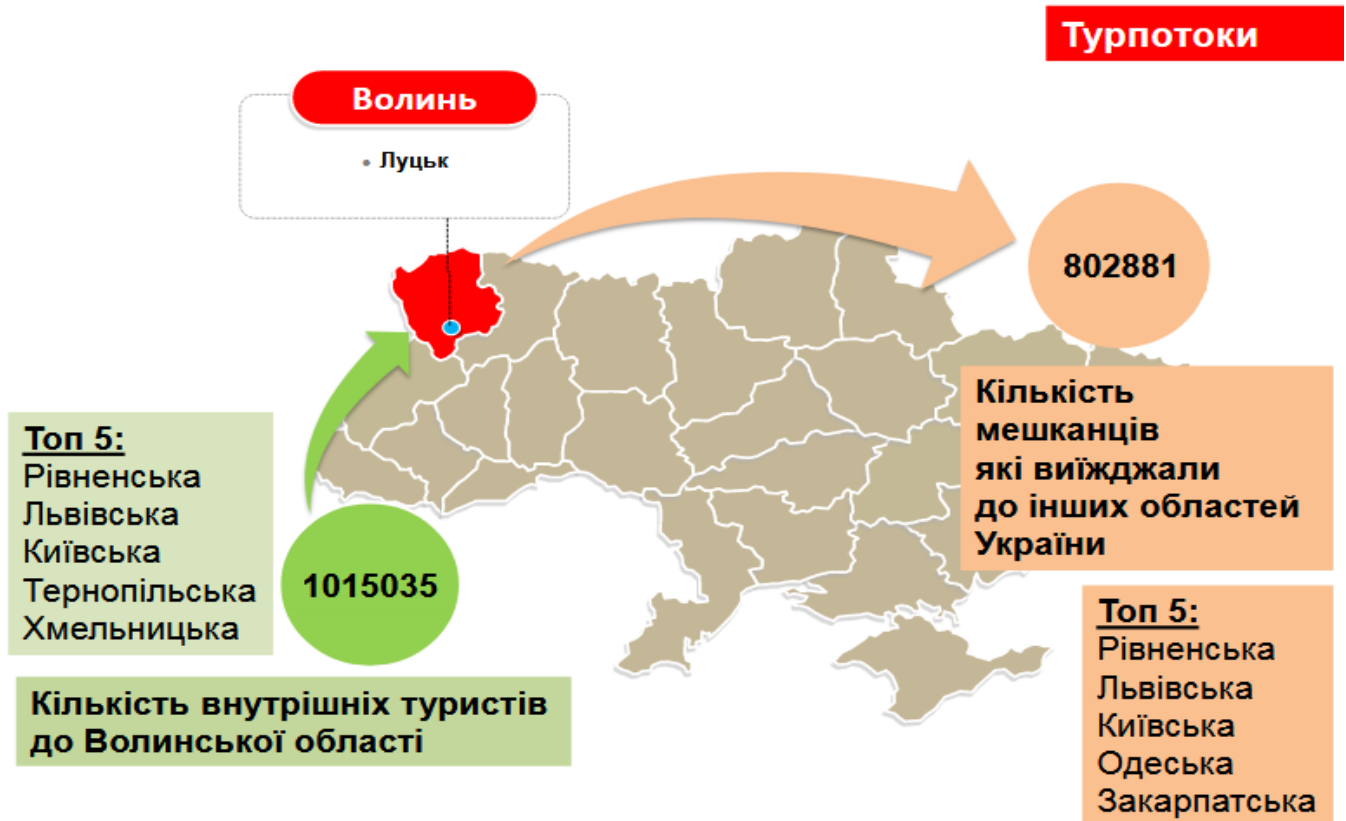 Турпотоки
Волинь
• Луцьк
802881
Кількість
мешканців
які виїжджали
до інших областей
України
Топ 5:
Рівненська
Львівська
Київська
Тернопільська
Хмельницька
1015035
Кількість внутрішніх туристів
до Волинської області
Топ 5:
Рівненська
Львівська
Київська
Одеська
Закарпатська